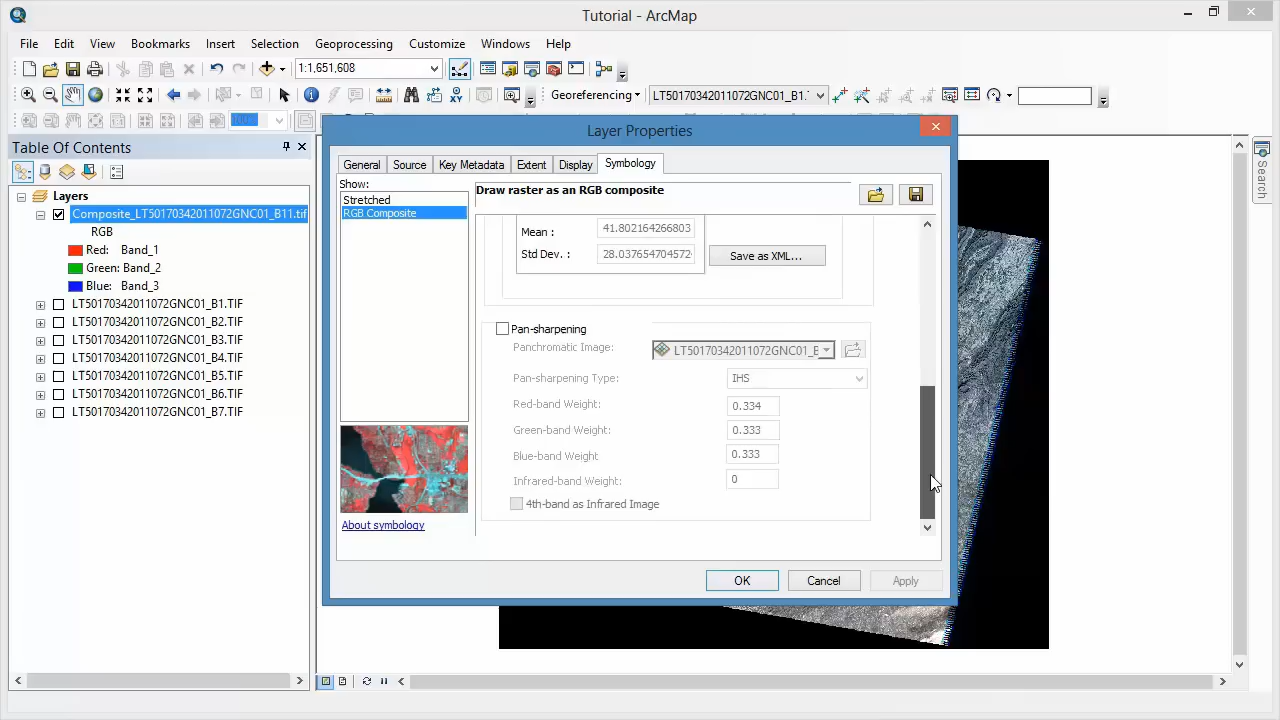 Tutorial - ArcMap
File Edit View Bookmarks Insert Selection Geoprocessing Customize Windows Help
1:1,651,608
Georeferencing LT50170342011072GNC01_B1.
100%
Table Of Contents
Layers
Composite_LT50170342011072GNC01_B11.tif
RGB
Red: Band_1
Green: Band_2
Blue: Band_3
LT50170342011072GNC01_B1.TIF
LT50170342011072GNC01_B2.TIF
LT50170342011072GNC01_B3.TIF
LT50170342011072GNC01_B4.TIF
LT50170342011072GNC01_B5.TIF
LT50170342011072GNC01_B6.TIF
LT50170342011072GNC01_B7.TIF
Layer Properties
General Source Key Metadata Extent Display Symbology
Show:
Stretched
RGB Composite
About symbology
Draw raster as an RGB composite
Mean : 41.802164266803
Std Dev. : 28.037654704572
Save as XML...
Pan-sharpening
Panchromatic Image: LT50170342011072GNC01_B
Pan-sharpening Type: IHS
Red-band Weight: 0.334
Green-band Weight: 0.333
Blue-band Weight 0.333
Infrared-band Weight: 0
4th-band as Infrared Image
OK Cancel Apply
Search